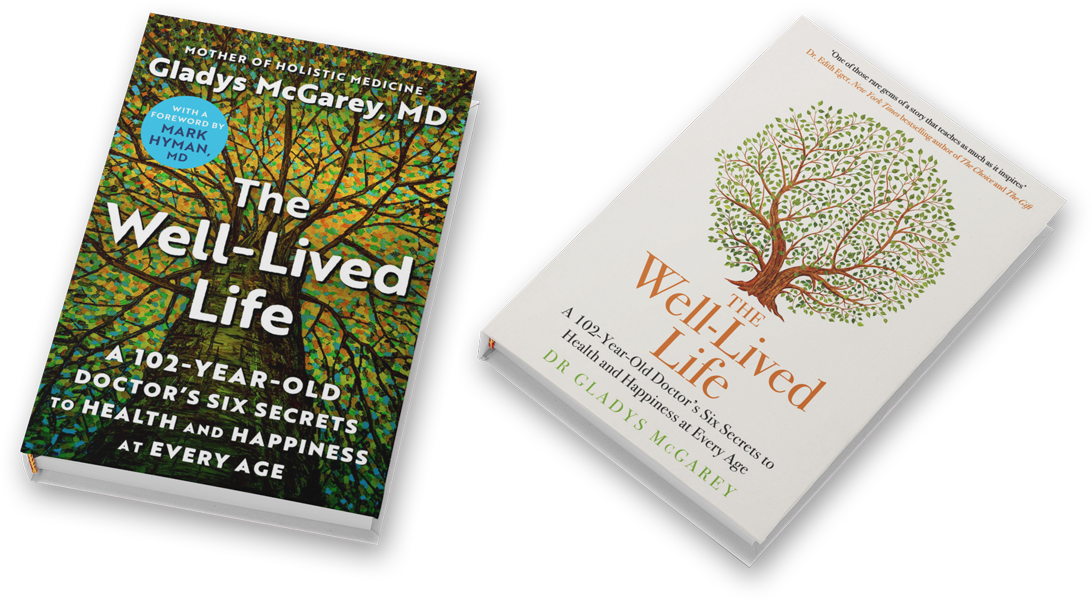 MOTHER OF HOLISTIC MEDICINE
Gladys McGarey, MD
WITH A
FOREWORD BY
MARK
HYMAN,
MD
The
Well-Lived
Life
A 102-YEAR-OLD
DOCTOR'S SIX SECRETS
TO HEALTH AND HAPPINESS
AT EVERY AGE
"One of those rare gems of a story that teaches as much as it inspires"
Dr. Edith Eger, New York Times bestselling author of The Choice and The Gift
THE
Well-Lived
Life
A 102-Year-Old Doctor's Six Secrets to
Health and Happiness at Every Age
DR GLADYS McGAREY